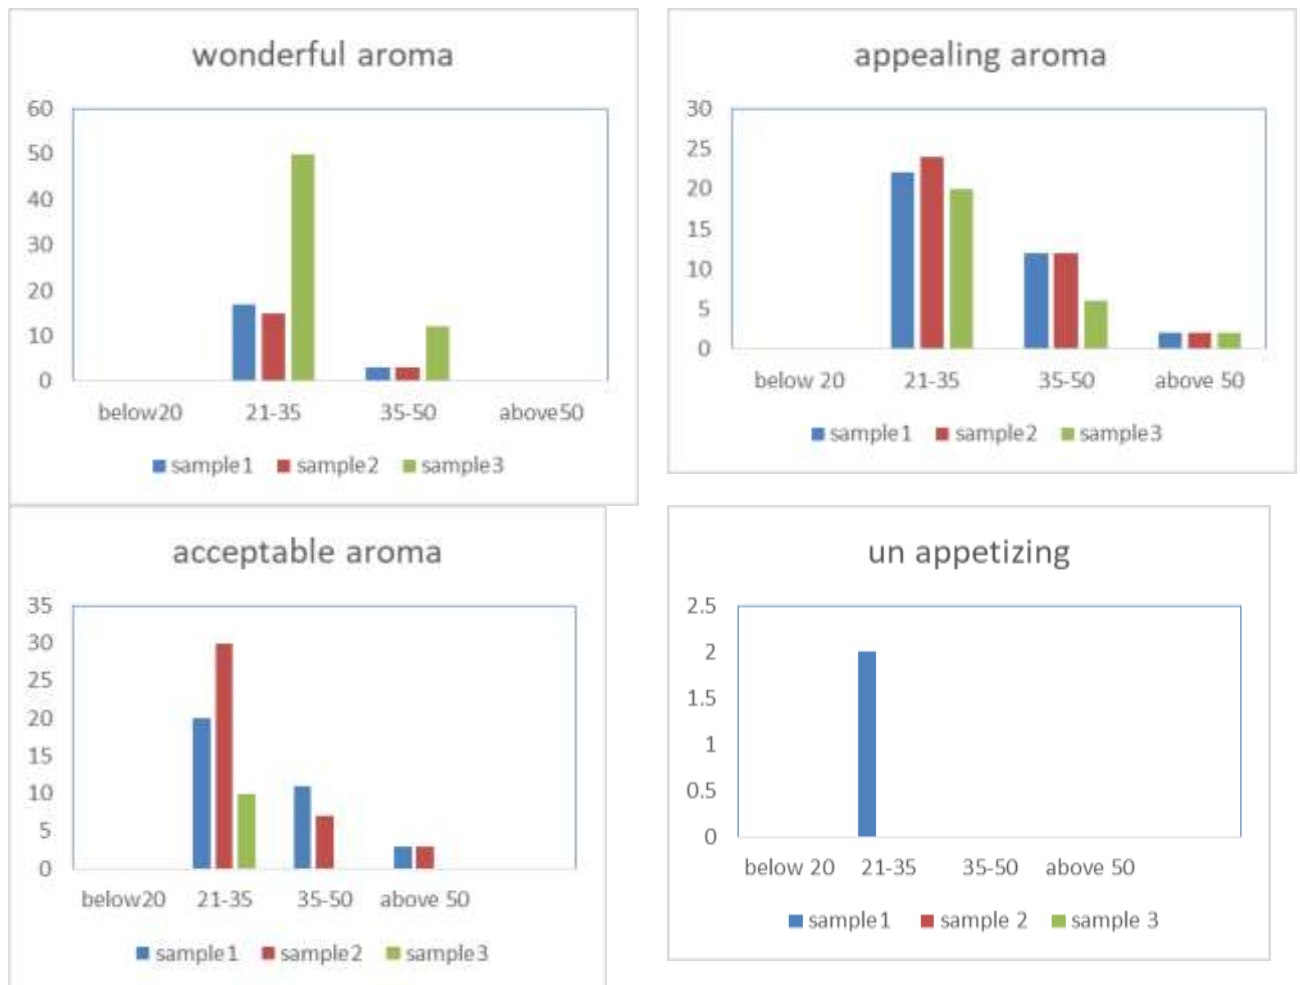 wonderful aroma
60
50
40
30
20
10
0
below20 21-35 35-50 above50
sample1 sample2 sample3
appealing aroma
30
25
20
15
10
5
0
below 20 21-35 35-50 above 50
sample1 sample2 sample3
acceptable aroma
35
30
25
20
15
10
5
0
below20 21-35 35-50 above 50
sample1 sample2 sample3
un appetizing
2.5
2
1.5
1
0.5
0
below 20 21-35 35-50 above 50
sample1 sample 2 sample 3